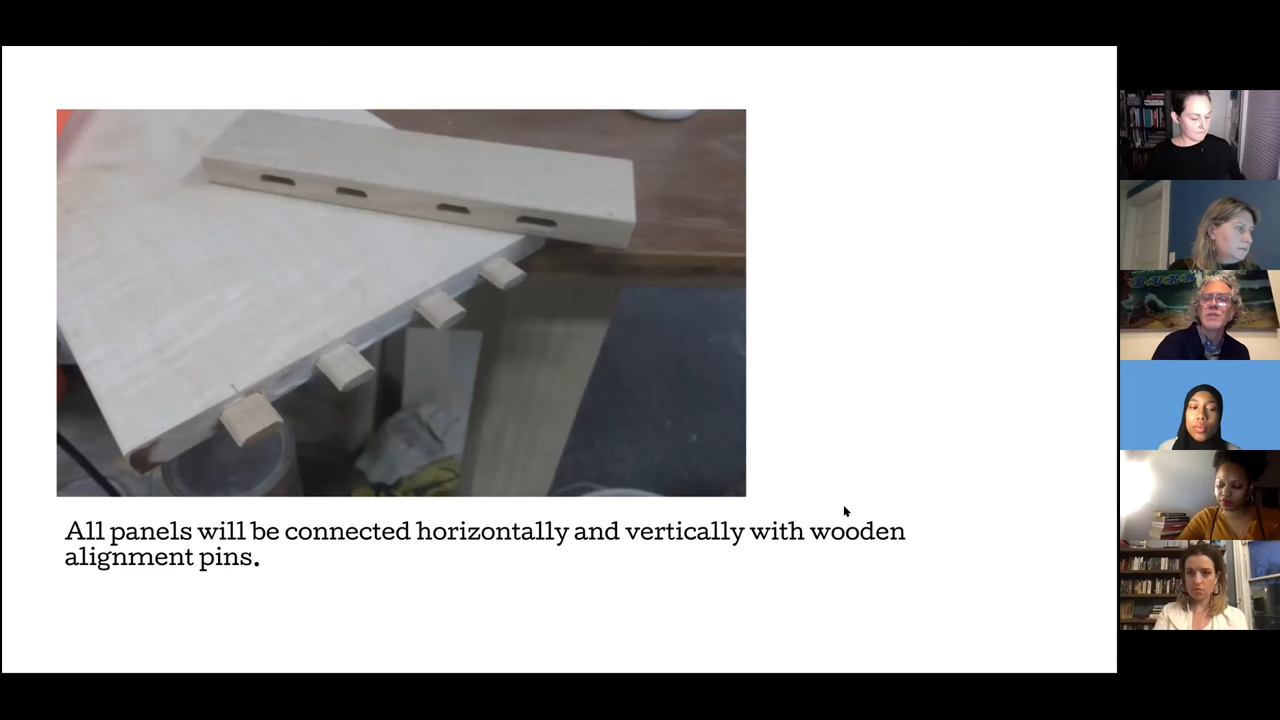 All panels will be connected horizontally and vertically with wooden
alignment pins.